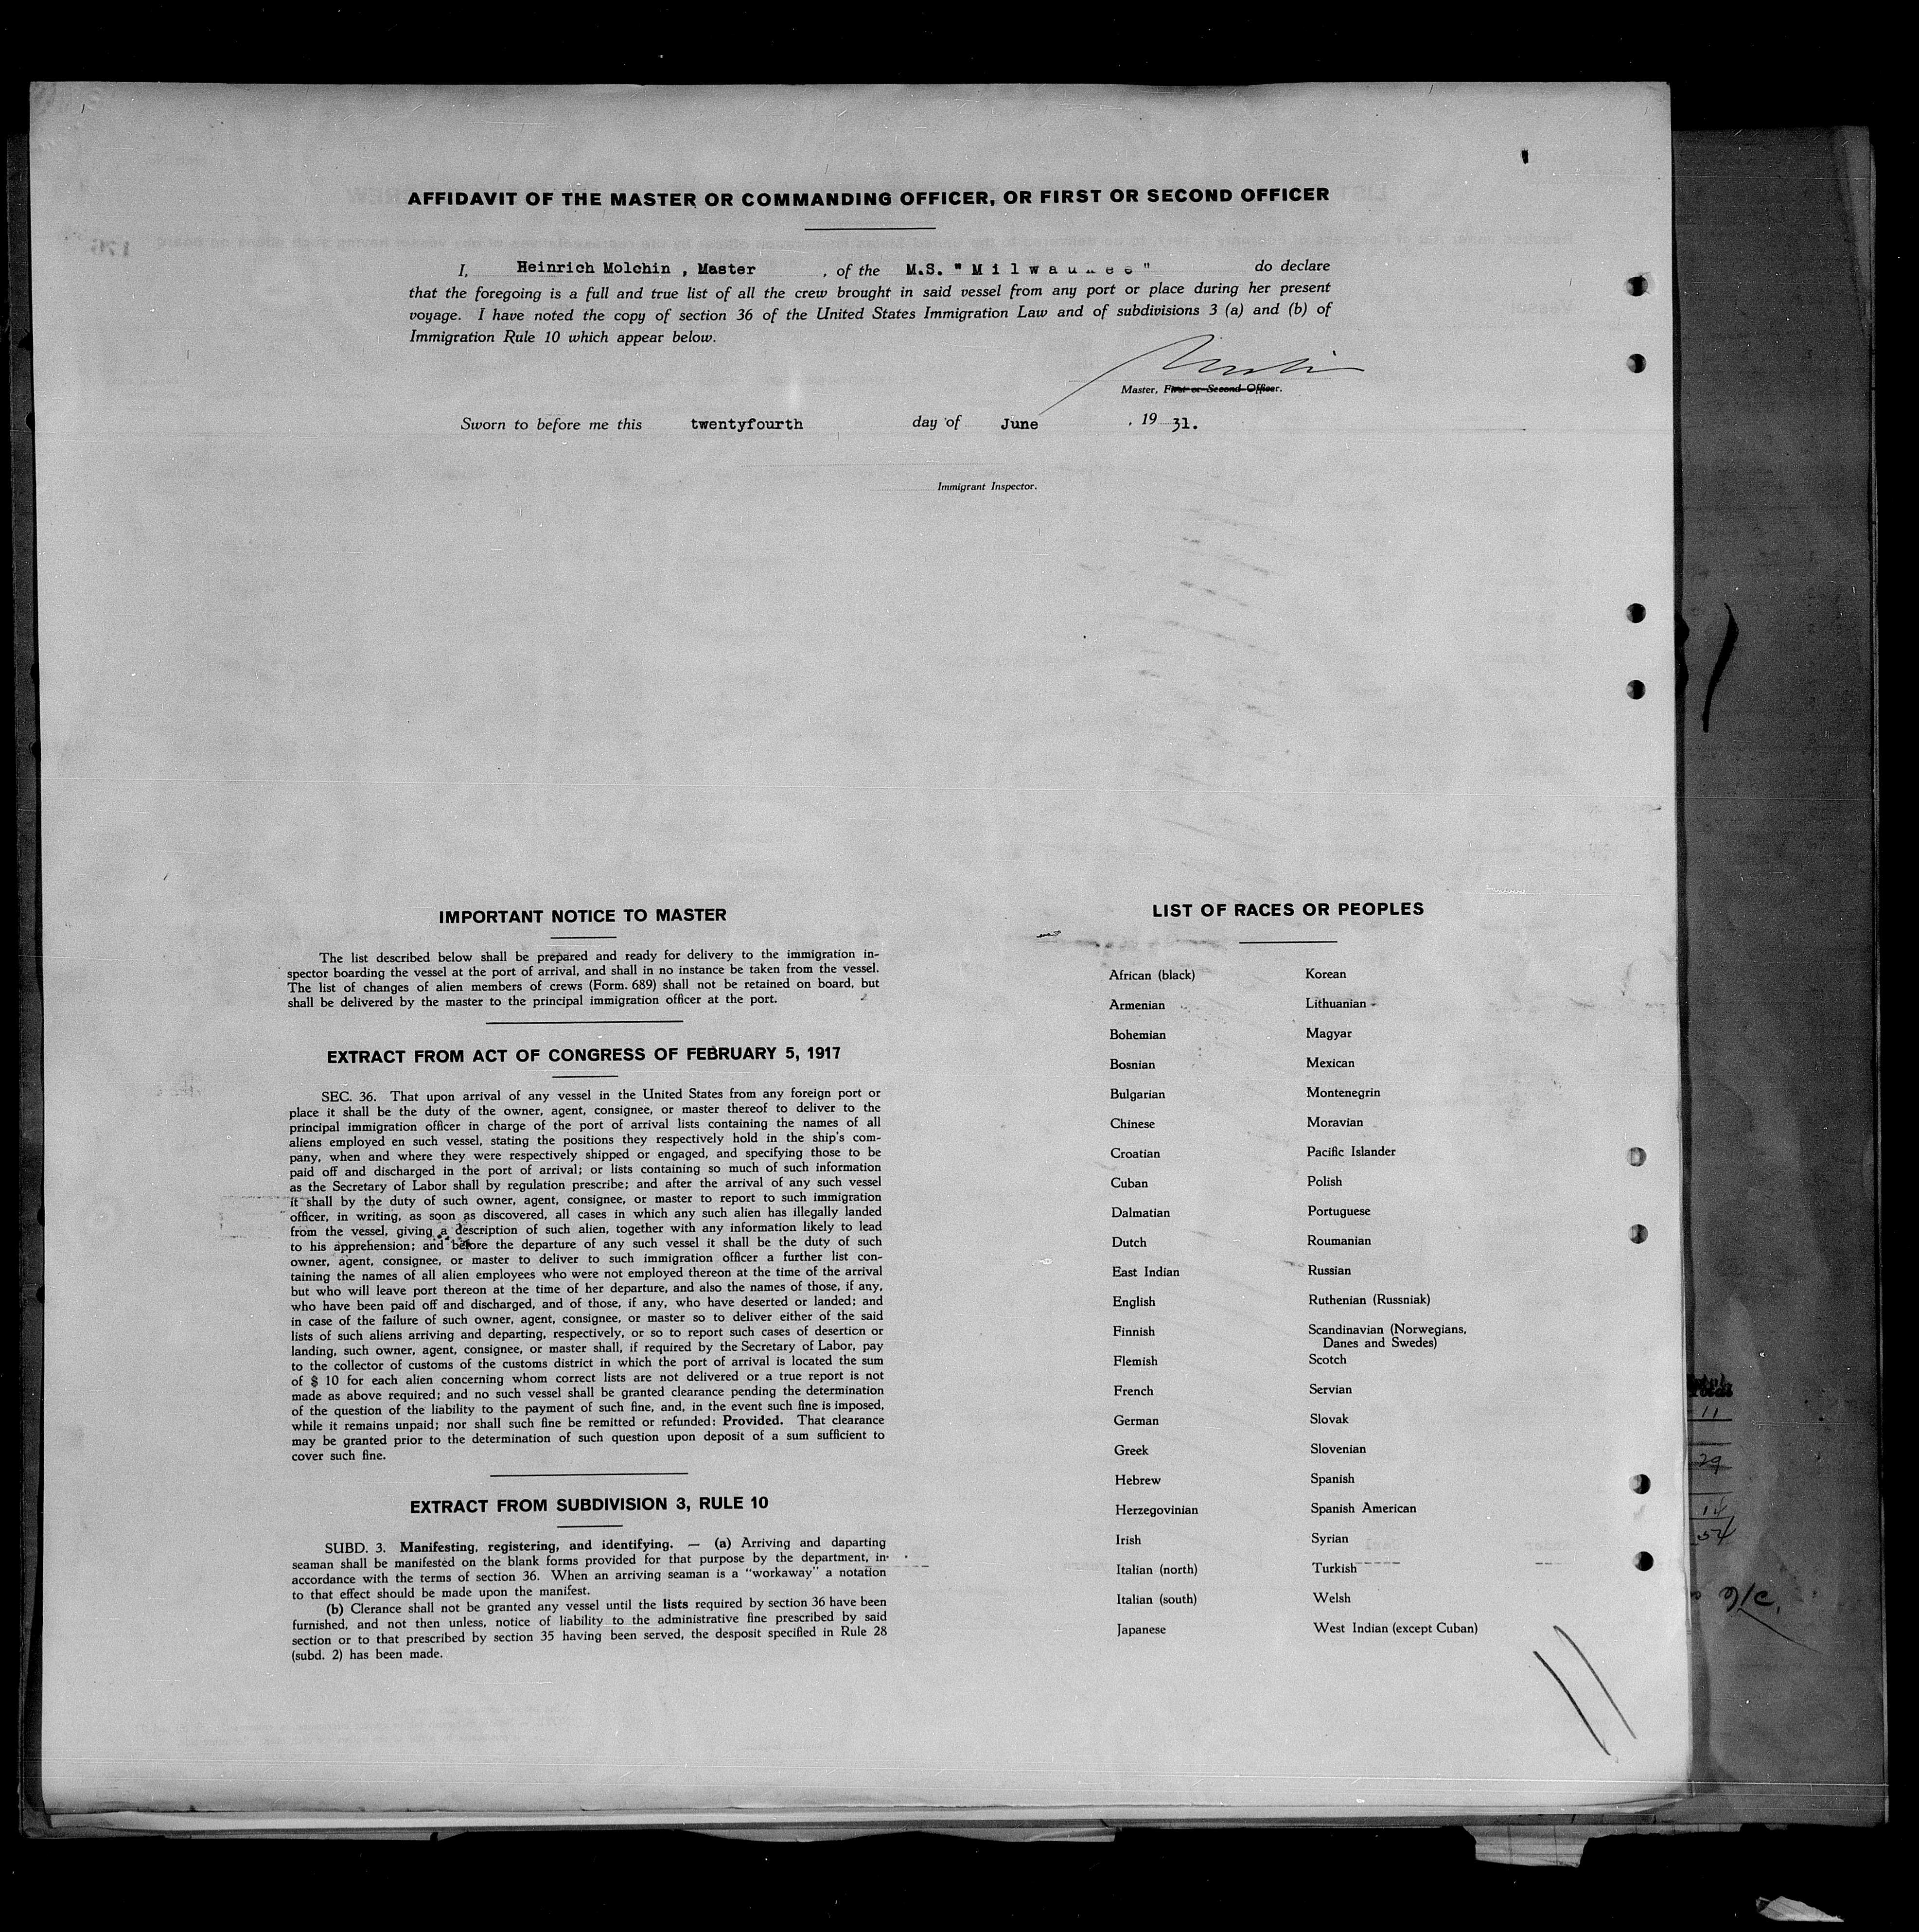 AFFIDAVIT OF THE MASTER OR COMMANDING OFFICER, OR FIRST OR SECOND OFFICER
I, Heinrich Molchin , Master , of the M.S. "Milwaukee" do declare
that the foregoing is a full and true list of all the crew brought in said vessel from any port or place during her present
voyage. I have noted the copy of section 36 of the United States Immigration Law and of subdivisions 3 (a) and (b) of
Immigration Rule 10 which appear below.
Master, First or Second Officer.
Sworn to before me this twentyfourth day of June , 19 31.
Immigrant Inspector.
IMPORTANT NOTICE TO MASTER
The list described below shall be prepared and ready for delivery to the immigration in-
spector boarding the vessel at the port of arrival, and shall in no instance be taken from the vessel.
The list of changes of alien members of crews (Form. 689) shall not be retained on board, but
shall be delivered by the master to the principal immigration officer at the port.
EXTRACT FROM ACT OF CONGRESS OF FEBRUARY 5, 1917
SEC. 36. That upon arrival of any vessel in the United States from any foreign port or
place it shall be the duty of the owner, agent, consignee, or master thereof to deliver to the
principal immigration officer in charge of the port of arrival lists containing the names of all
aliens employed en such vessel, stating the positions they respectively hold in the ship's com-
pany, when and where they were respectively shipped or engaged, and specifying those to be
paid off and discharged in the port of arrival; or lists containing so much of such information
as the Secretary of Labor shall by regulation prescribe; and after the arrival of any such vessel
it shall by the duty of such owner, agent, consignee, or master to report to such immigration
officer, in writing, as soon as discovered, all cases in which any such alien has illegally landed
from the vessel, giving a description of such alien, together with any information likely to lead
to his apprehension; and before the departure of any such vessel it shall be the duty of such
owner, agent, consignee, or master to deliver to such immigration officer a further list con-
taining the names of all alien employees who were not employed thereon at the time of the arrival
but who will leave port thereon at the time of her departure, and also the names of those, if any,
who have been paid off and discharged, and of those, if any, who have deserted or landed; and
in case of the failure of such owner, agent, consignee, or master so to deliver either of the said
lists of such aliens arriving and departing, respectively, or so to report such cases of desertion or
landing, such owner, agent, consignee, or master shall, if required by the Secretary of Labor, pay
to the collector of customs of the customs district in which the port of arrival is located the sum
of $ 10 for each alien concerning whom correct lists are not delivered or a true report is not
made as above required; and no such vessel shall be granted clearance pending the determination
of the question of the liability to the payment of such fine, and, in the event such fine is imposed,
while it remains unpaid; nor shall such fine be remitted or refunded: Provided. That clearance
may be granted prior to the determination of such question upon deposit of a sum sufficient to
cover such fine.
EXTRACT FROM SUBDIVISION 3, RULE 10
SUBD. 3. Manifesting, registering, and identifying. — (a) Arriving and daparting
seaman shall be manifested on the blank forms provided for that purpose by the department, in
accordance with the terms of section 36. When an arriving seaman is a "workaway" a notation
to that effect should be made upon the manifest.
(b) Clerance shall not be granted any vessel until the lists required by section 36 have been
furnished, and not then unless, notice of liability to the administrative fine prescribed by said
section or to that prescribed by section 35 having been served, the desposit specified in Rule 28
(subd. 2) has been made.
LIST OF RACES OR PEOPLES
African (black)
Armenian
Bohemian
Bosnian
Bulgarian
Chinese
Croatian
Cuban
Dalmatian
Dutch
East Indian
English
Finnish
Flemish
French
German
Greek
Hebrew
Herzegovinian
Irish
Italian (north)
Italian (south)
Japanese
Korean
Lithuanian
Magyar
Mexican
Montenegrin
Moravian
Pacific Islander
Polish
Portuguese
Roumanian
Russian
Ruthenian (Russniak)
Scandinavian (Norwegians,
Danes and Swedes)
Scotch
Servian
Slovak
Slovenian
Spanish
Spanish American
Syrian
Turkish
Welsh
West Indian (except Cuban)
11
29
14
54